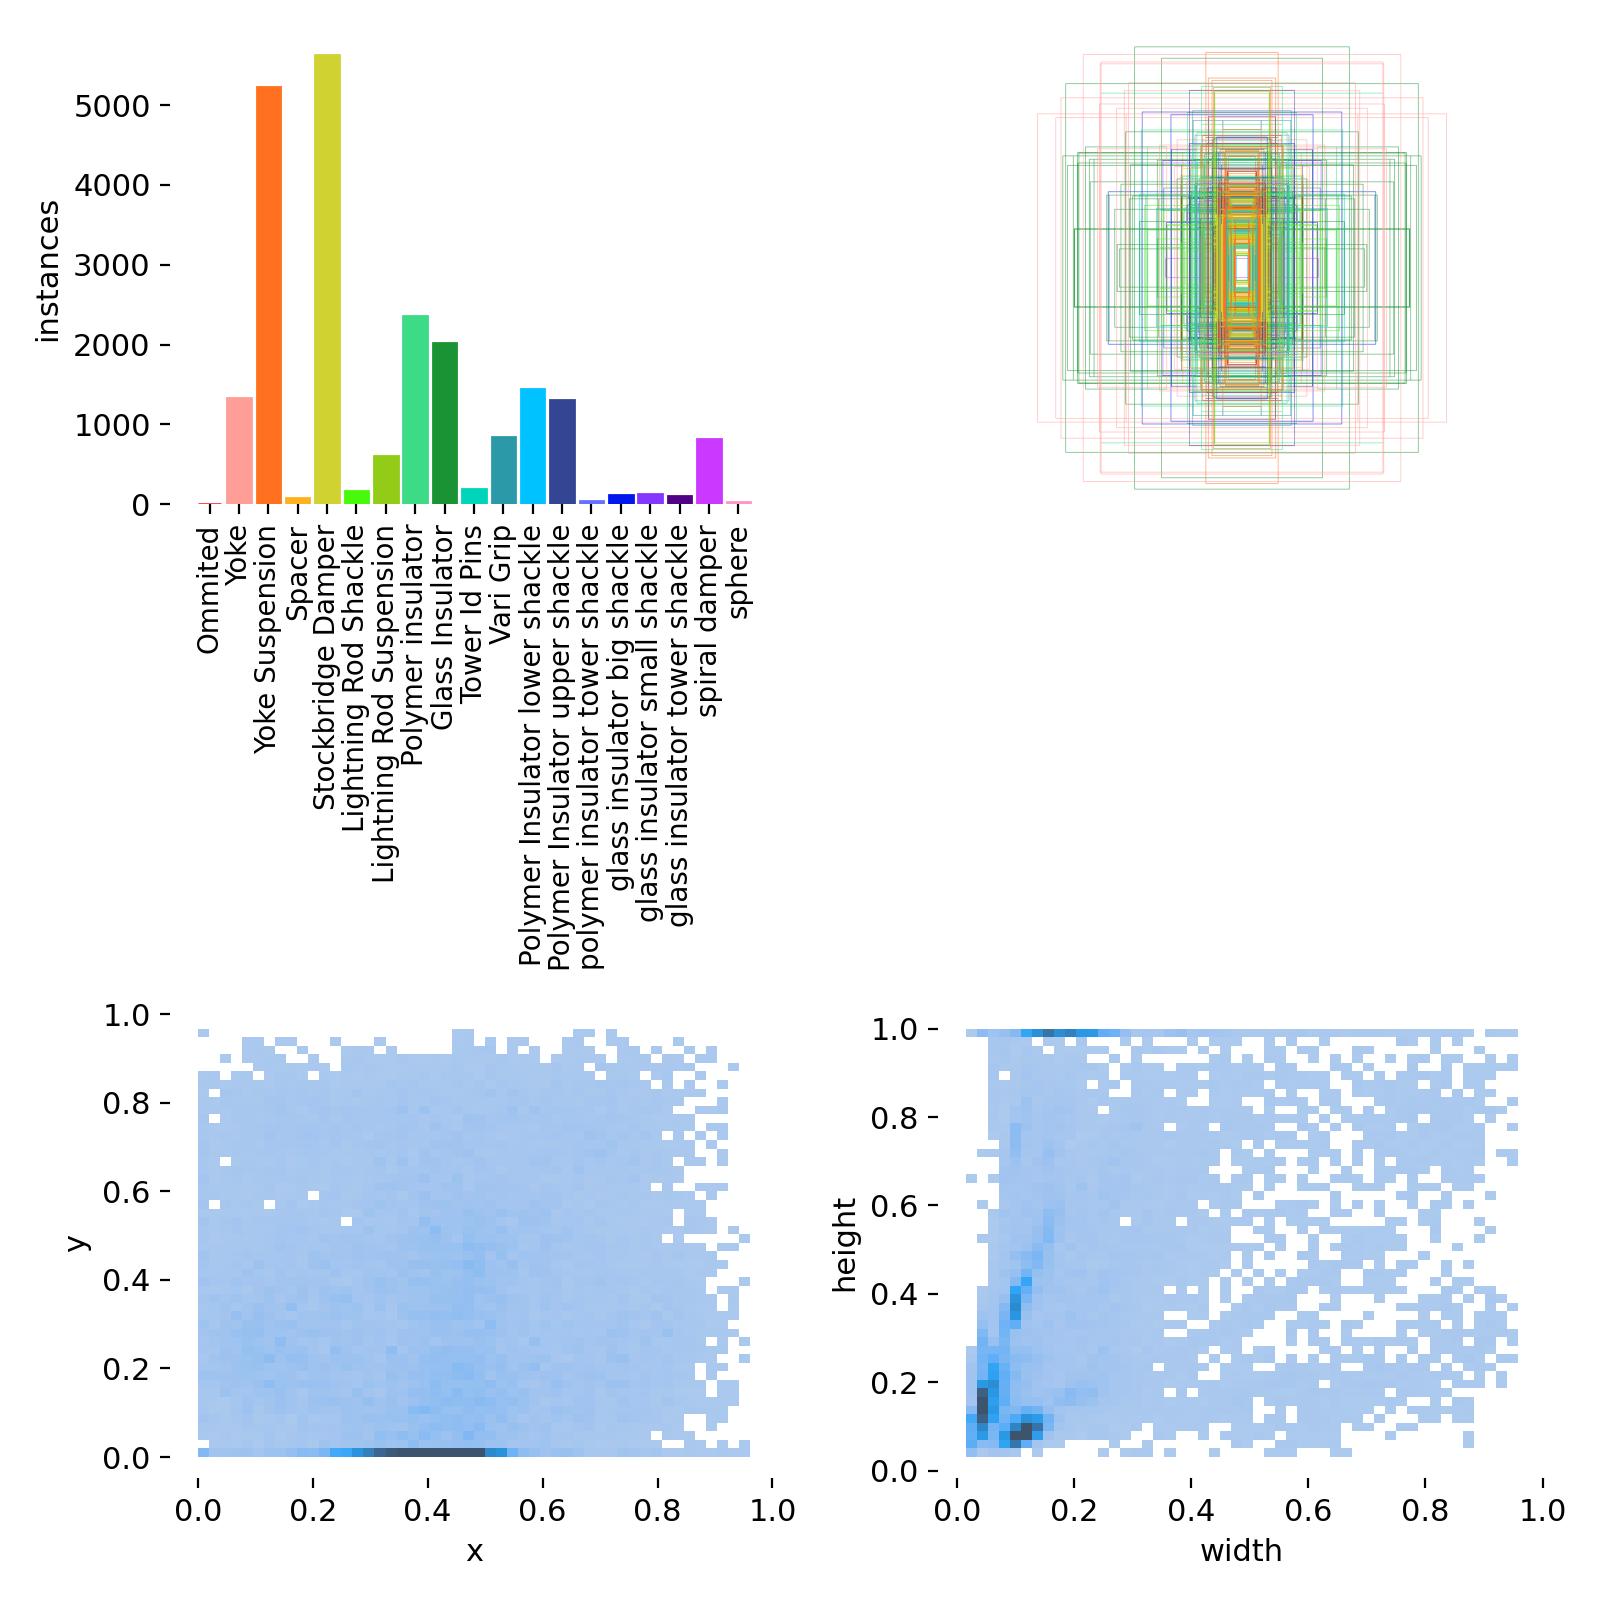 instances
5000
4000
3000
2000
1000
0
Ommited
Yoke
Yoke Suspension
Spacer
Stockbridge Damper
Lightning Rod Shackle
Lightning Rod Suspension
Polymer insulator
Glass Insulator
Tower Id Pins
Vari Grip
Polymer Insulator lower shackle
Polymer Insulator upper shackle
polymer insulator tower shackle
glass insulator big shackle
glass insulator small shackle
glass insulator tower shackle
spiral damper
sphere
y
1.0
0.8
0.6
0.4
0.2
0.0
0.0 0.2 0.4 0.6 0.8 1.0
x
height
1.0
0.8
0.6
0.4
0.2
0.0
0.0 0.2 0.4 0.6 0.8 1.0
width